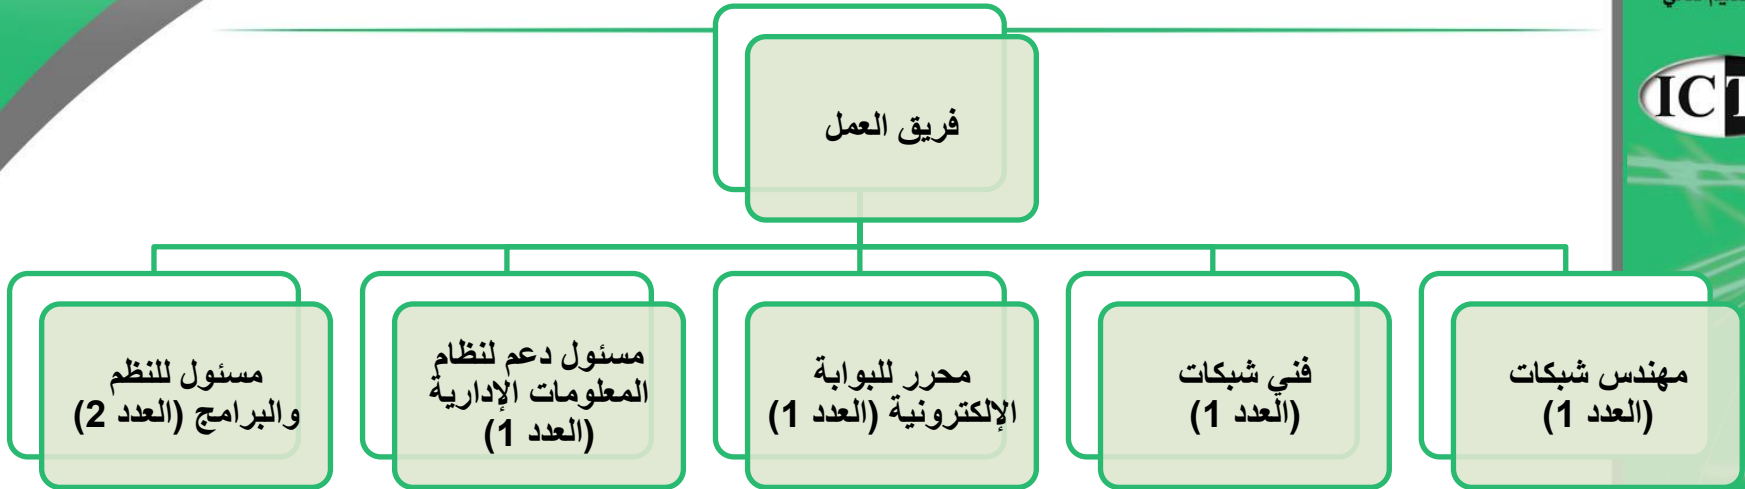 ICT
فريق العمل
مهندس شبكات
(العدد 1)
فني شبكات
(العدد 1)
محرر للبوابة
الإلكترونية (العدد 1)
مسئول دعم لنظام
المعلومات الإدارية
(العدد 1)
مسئول للنظم
والبرامج (العدد 2)